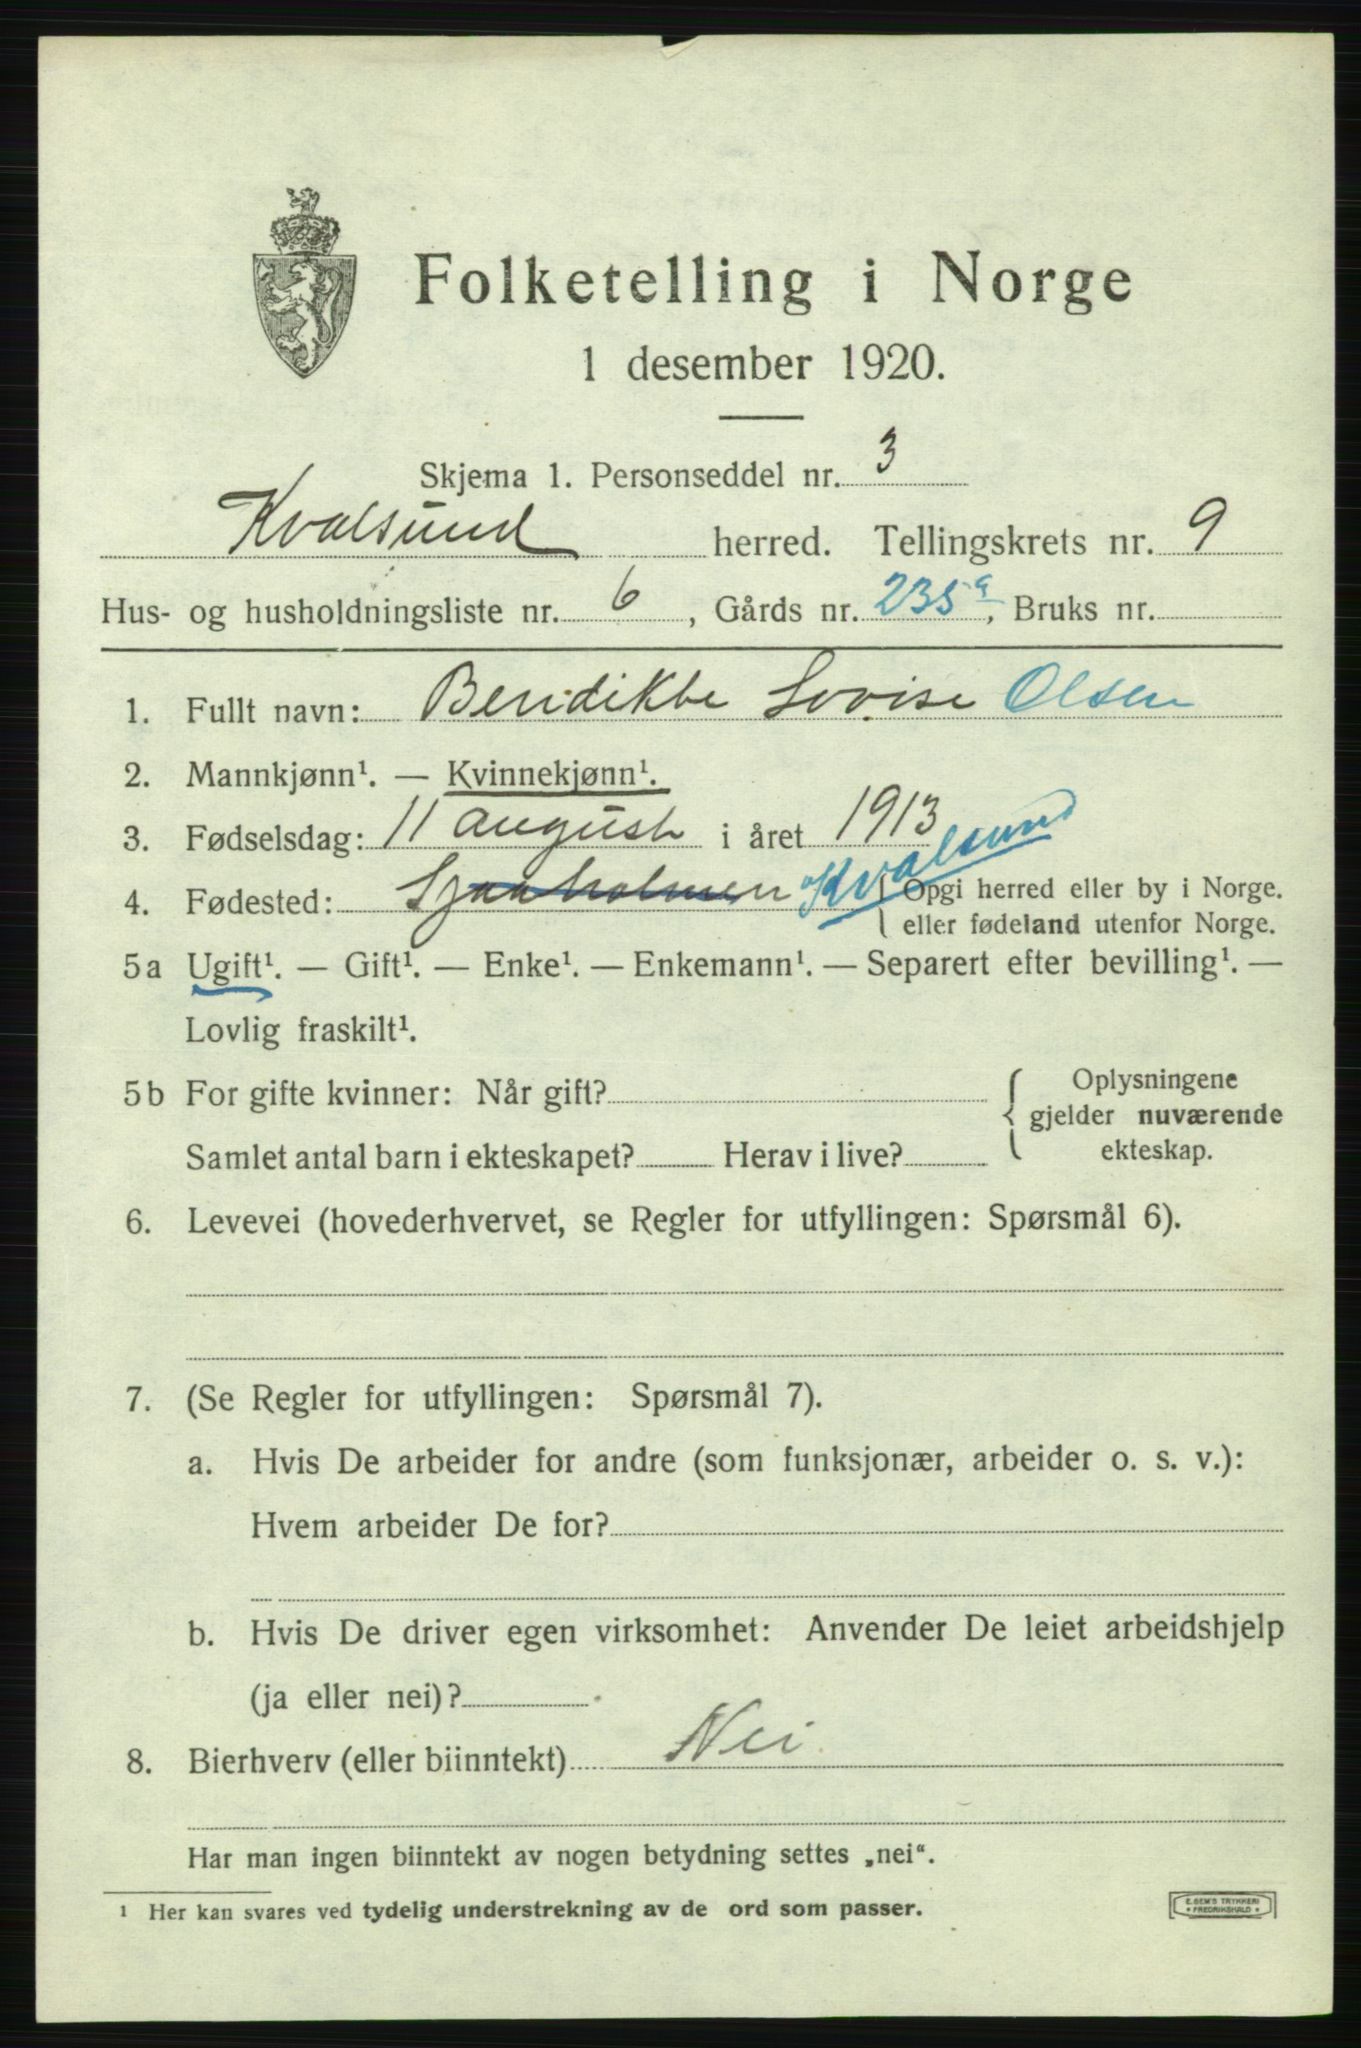 Folketelling i Norge
1 desember 1920.
Skjema 1. Personseddel nr. 3
Kvalsund herred. Tellingskrets nr. 9
Hus- og husholdningsliste nr. 6, Gårds nr. 235 a, Bruks nr.
1. Fullt navn: Bendikte Lovise Olsen
2. Mannkjønn¹. — Kvinnekjønn¹.
3. Fødselsdag: 11 august i året 1913
4. Fødested: Sjaaholmen Kvalsund Opgi herred eller by i Norge.
eller fødeland utenfor Norge.
5a Ugift¹. — Gift¹. — Enke¹. — Enkemann¹. — Separert efter bevilling¹. —
Lovlig fraskilt¹.
5b For gifte kvinner: Når gift? Oplysningene
gjelder nuværende
Samlet antal barn i ekteskapet? Herav i live? ekteskap.
6. Levevei (hovederhvervet, se Regler for utfyllingen: Spørsmål 6).
7. (Se Regler for utfyllingen: Spørsmål 7).
a. Hvis De arbeider for andre (som funksjonær, arbeider o. s. v.):
Hvem arbeider De for?
b. Hvis De driver egen virksomhet: Anvender De leiet arbeidshjelp
(ja eller nei)?
8. Bierhverv (eller biinntekt) Nei
Har man ingen biinntekt av nogen betydning settes „nei“.
¹ Her kan svares ved tydelig understrekning av de ord som passer.
E. SEM'S TRYKKERI
FREDRIKSHALD